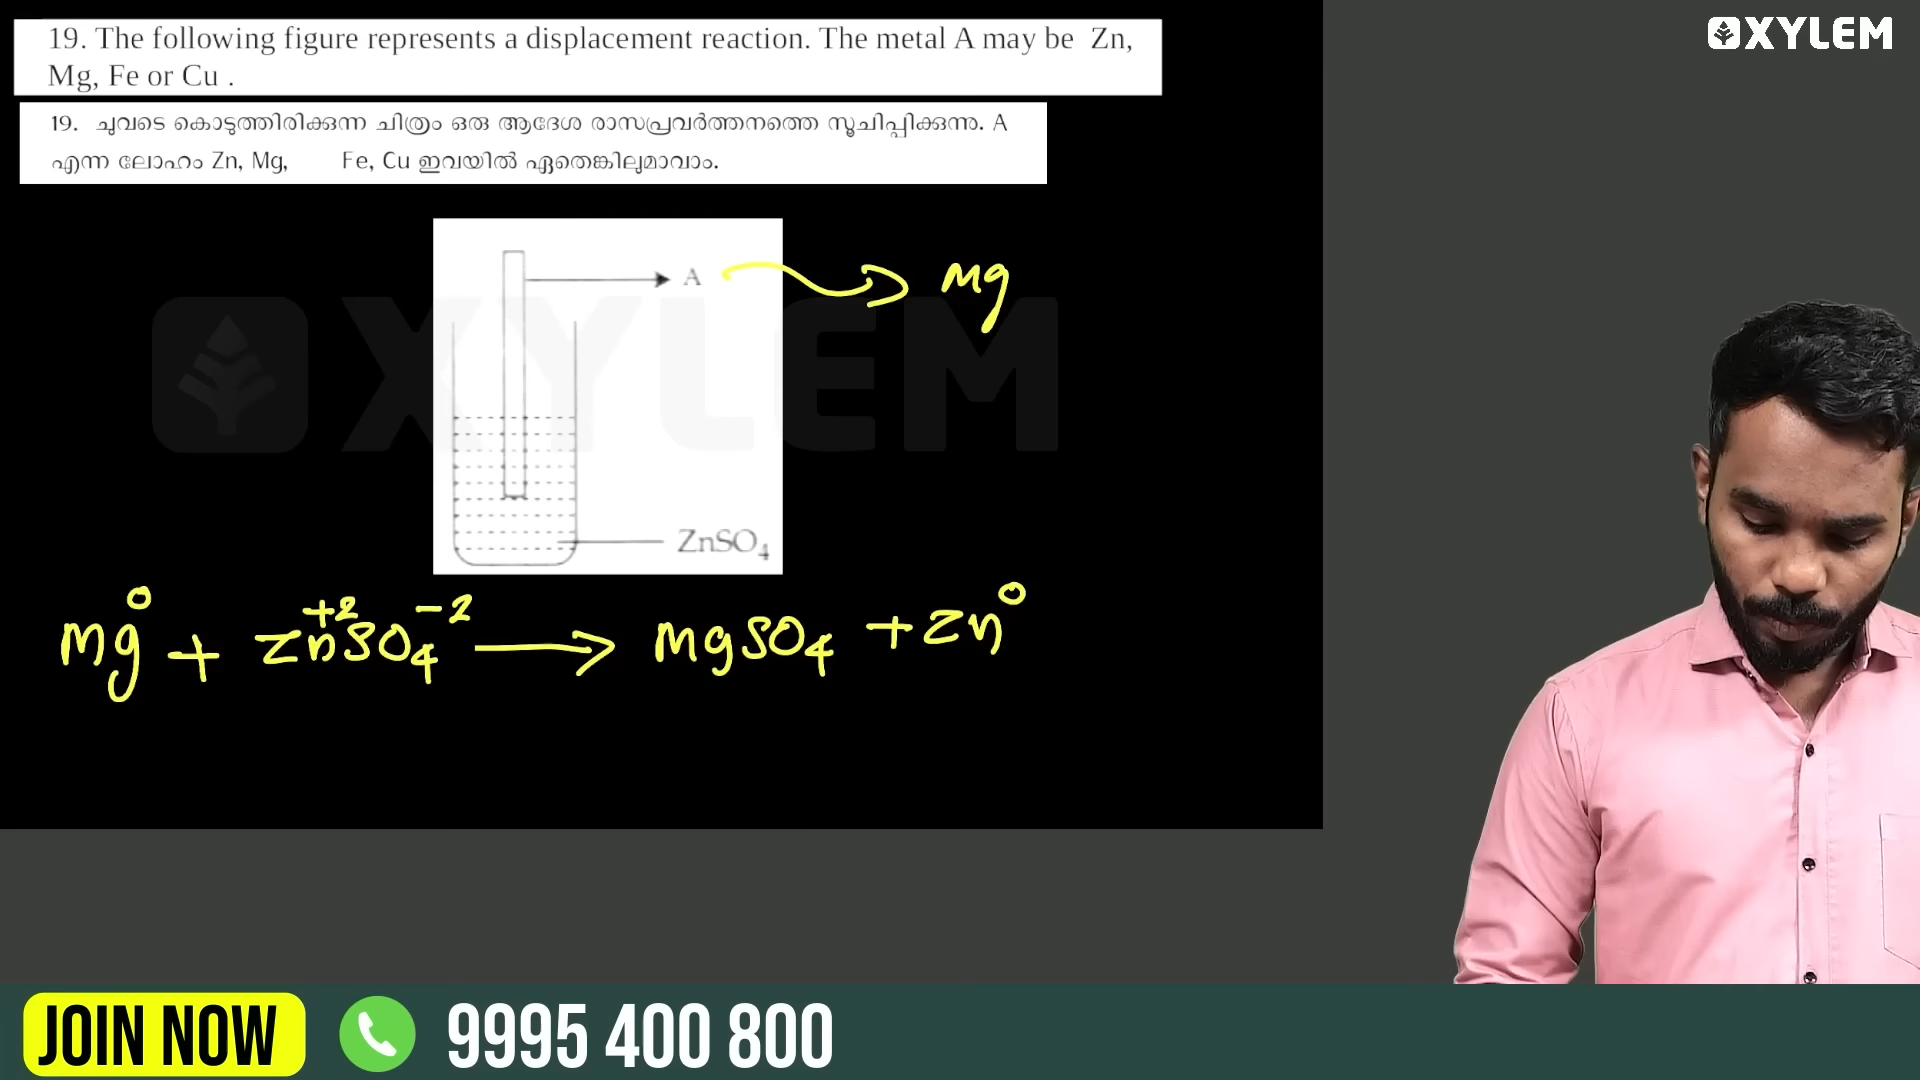 19. The following figure represents a displacement reaction. The metal A may be Zn,
Mg, Fe or Cu .
19. ചുവടെ കൊടുത്തിരിക്കുന്ന ചിത്രം ഒരു ആദേശ രാസപ്രവർത്തനത്തെ സൂചിപ്പിക്കുന്നു. A
എന്ന ലോഹം Zn, Mg, Fe, Cu ഇവയിൽ ഏതെങ്കിലുമാവാം.
XYLEM
A
Mg
XYLEM
ZnSO₄
Mg⁰ + Zn⁺²SO₄⁻² → MgSO₄ + Zn⁰
JOIN NOW 9995 400 800